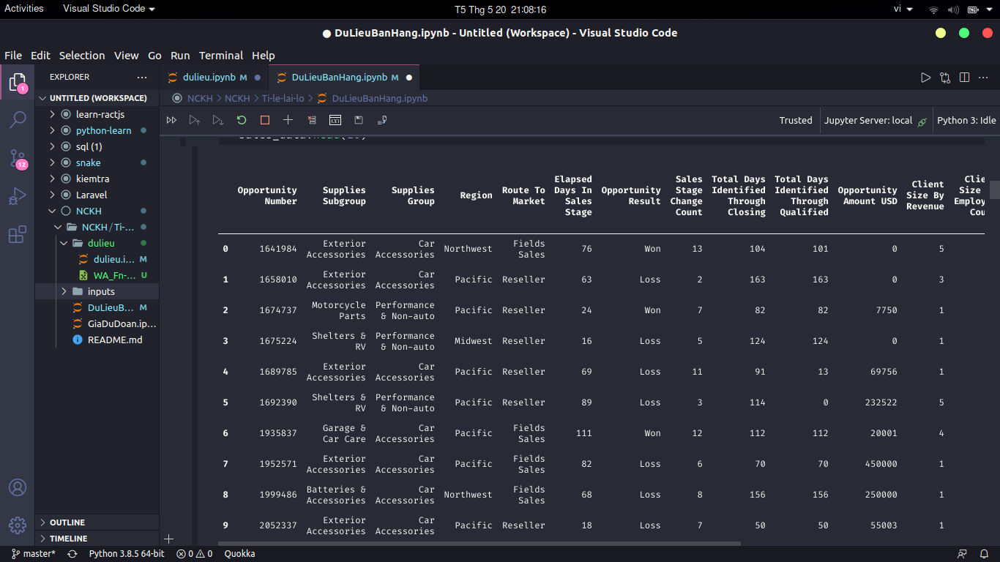 Activities Visual Studio Code T5 Thg 5 20 21:08:16 vi
● DuLieuBanHang.ipynb - Untitled (Workspace) - Visual Studio Code
File Edit Selection View Go Run Terminal Help
EXPLORER ... dulieu.ipynb M DuLieuBanHang.ipynb M
1
UNTITLED (WORKSPACE)
NCKH > NCKH > Ti-le-lai-lo > DuLieuBanHang.ipynb
learn-ractjs
python-learn
sql (1)
snake
kiemtra
Laravel
NCKH
NCKH / Ti-...
dulieu
dulieu.i... M
WA_Fn-... U
inputs
DuLieuB... M
GiaDuDoan.ip...
README.md
12
OUTLINE
TIMELINE
Trusted Jupyter Server: local Python 3: Idle
Elapsed Sales Total Days Total Days Clie
Opportunity Supplies Supplies Region Route To Days In Opportunity Stage Identified Identified Opportunity Client Size
Number Subgroup Group Market Sales Result Change Through Through Amount USD Size By Employ
Stage Count Closing Qualified Revenue Cou
0 1641984 Exterior Accessories Car Accessories Northwest Fields Sales 76 Won 13 104 101 0 5
1 1658010 Exterior Accessories Car Accessories Pacific Reseller 63 Loss 2 163 163 0 3
2 1674737 Motorcycle Parts Performance & Non-auto Pacific Reseller 24 Won 7 82 82 7750 1
3 1675224 Shelters & RV Performance & Non-auto Midwest Reseller 16 Loss 5 124 124 0 1
4 1689785 Exterior Accessories Car Accessories Pacific Reseller 69 Loss 11 91 13 69756 1
5 1692390 Shelters & RV Performance & Non-auto Pacific Reseller 89 Loss 3 114 0 232522 5
6 1935837 Garage & Car Care Car Accessories Pacific Fields Sales 111 Won 12 112 112 20001 4
7 1952571 Exterior Accessories Car Accessories Pacific Fields Sales 82 Loss 6 70 70 450000 1
8 1999486 Batteries & Accessories Car Accessories Northwest Fields Sales 68 Loss 8 156 156 250000 1
9 2052337 Exterior Accessories Car Accessories Pacific Reseller 18 Loss 7 50 50 55003 1
master* Python 3.8.5 64-bit 0 0 Quokka